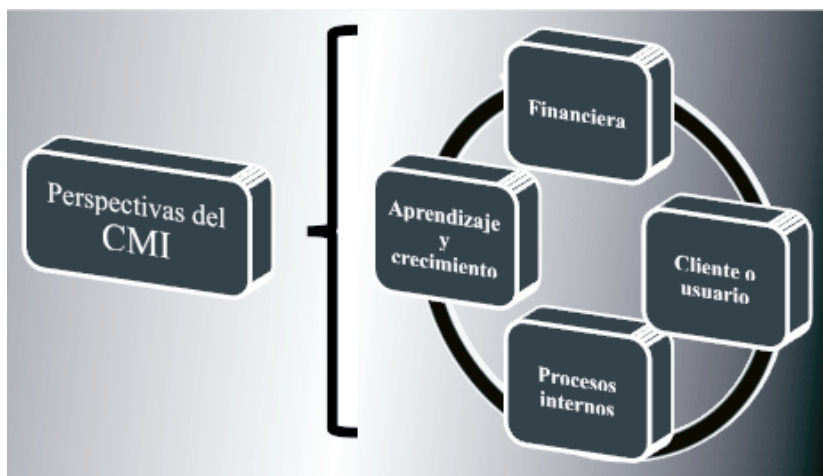 Perspectivas del
CMI
Financiera
Aprendizaje
y
crecimiento
Cliente o
usuario
Procesos
internos